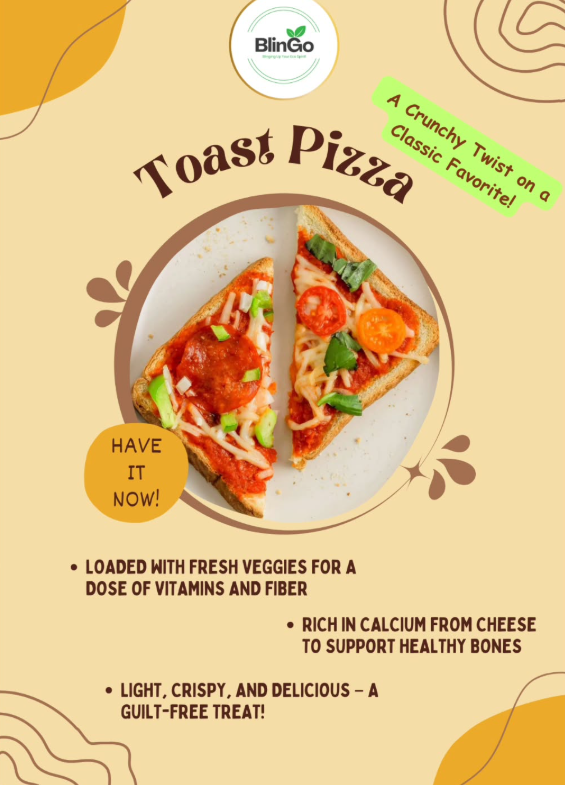 BlinGo
A Crunchy Twist on a
Classic Favorite!
Toast Pizza
HAVE
IT
NOW!
• LOADED WITH FRESH VEGGIES FOR A
DOSE OF VITAMINS AND FIBER
• RICH IN CALCIUM FROM CHEESE
TO SUPPORT HEALTHY BONES
• LIGHT, CRISPY, AND DELICIOUS – A
GUILT-FREE TREAT!